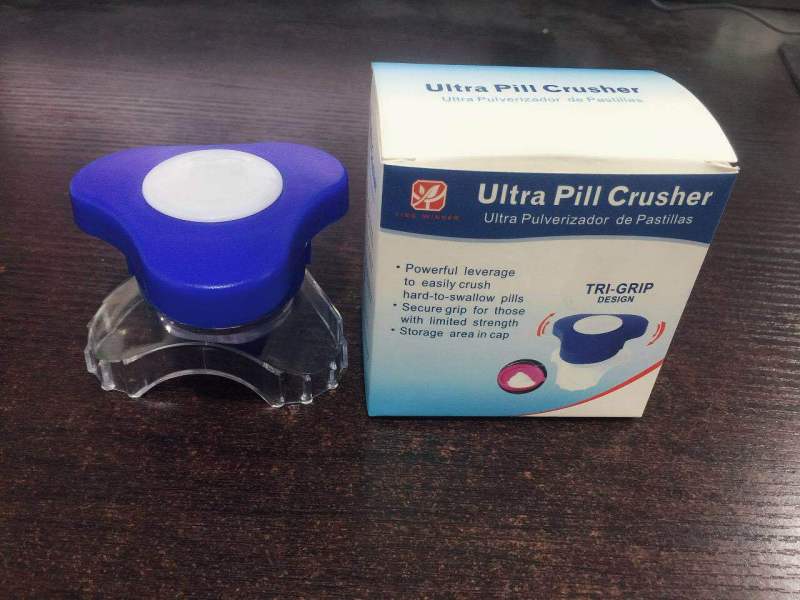 Ultra Pill Crusher
Ultra Pulverizador de Pastillas
Ultra Pill Crusher
Ultra Pulverizador de Pastillas
• Powerful leverage
to easily crush
hard-to-swallow pills
• Secure grip for those
with limited strength
• Storage area in cap
TRI-GRIP
DESIGN